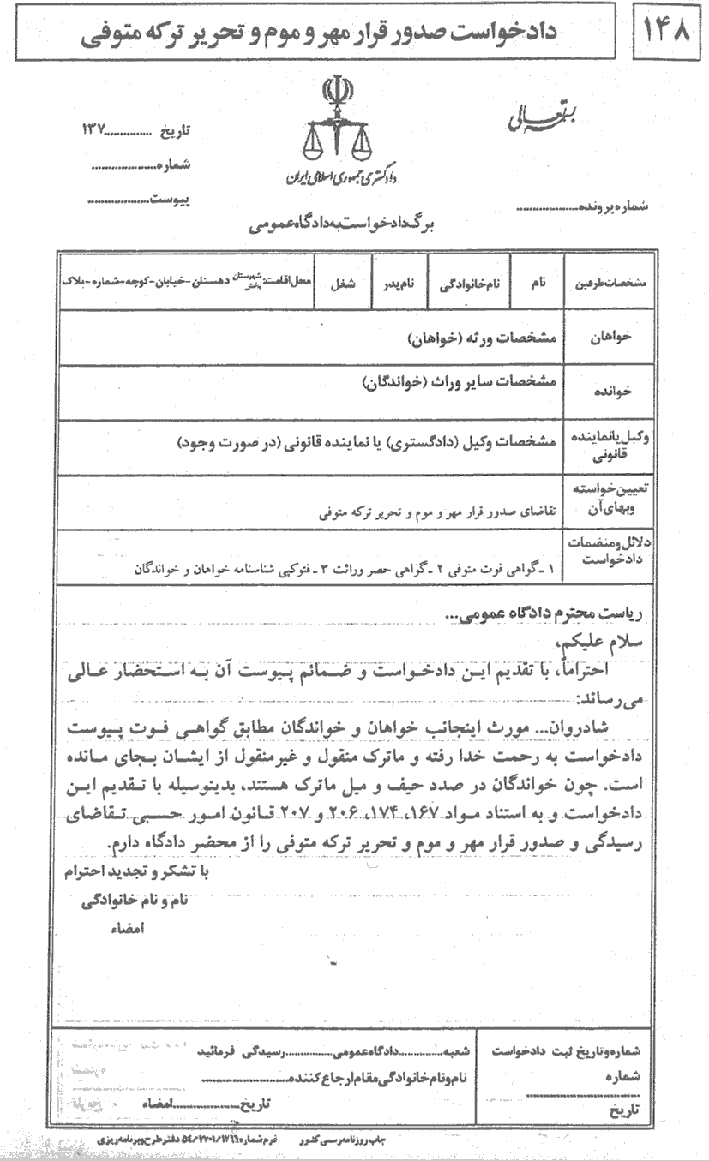 ۱۴۸
دادخواست صدور قرار مهر و موم و تحریر ترکه متوفی
بسمه تعالی
تاریخ ..............۱۳۷
شماره..................
پیوست..................
دادگستری جمهوری اسلامی ایران
شماره پرونده..................
برگ دادخواست به دادگاه عمومی
مشخصات طرفین
نام
نام خانوادگی
نام پدر
شغل
محل اقامت: شهرستان بخش دهستان - خیابان - کوچه - شماره - پلاک
خواهان
مشخصات ورثه (خواهان)
خوانده
مشخصات سایر وراث (خواندگان)
وکیل یا نماینده
قانونی
مشخصات وکیل (دادگستری) یا نماینده قانونی (در صورت وجود)
تعیین خواسته
وبهای آن
تقاضای صدور قرار مهر و موم و تحریر ترکه متوفی
دلائل و منضمات
دادخواست
۱ ـ گواهی فوت متوفی ۲ ـ گواهی حصر وراثت ۳ ـ فتوکپی شناسنامه خواهان و خواندگان
ریاست محترم دادگاه عمومی...
سلام علیکم،
احتراماً، با تقدیم این دادخواست و ضمائم پیوست آن به استحضار عالی
می‌رساند:
شادروان... مورث اینجانب خواهان و خواندگان مطابق گواهی فوت پیوست
دادخواست به رحمت خدا رفته و ماترک منقول و غیرمنقول از ایشان بجای مانده
است. چون خواندگان در صدد حیف و میل ماترک هستند، بدینوسیله با تقدیم این
دادخواست و به استناد مواد ۱۶۷، ۱۷۴، ۲۰۶ و ۲۰۷ قانون امور حسبی تقاضای
رسیدگی و صدور قرار مهر و موم و تحریر ترکه متوفی را از محضر دادگاه دارم.
با تشکر و تجدید احترام
نام و نام خانوادگی
امضاء
شماره و تاریخ ثبت دادخواست
شماره
تاریخ
شعبه.............دادگاه عمومی..............رسیدگی فرمائید
نام و نام خانوادگی مقام ارجاع کننده..........................
تاریخ....................امضاء
چاپ روزنامه رسمی کشور